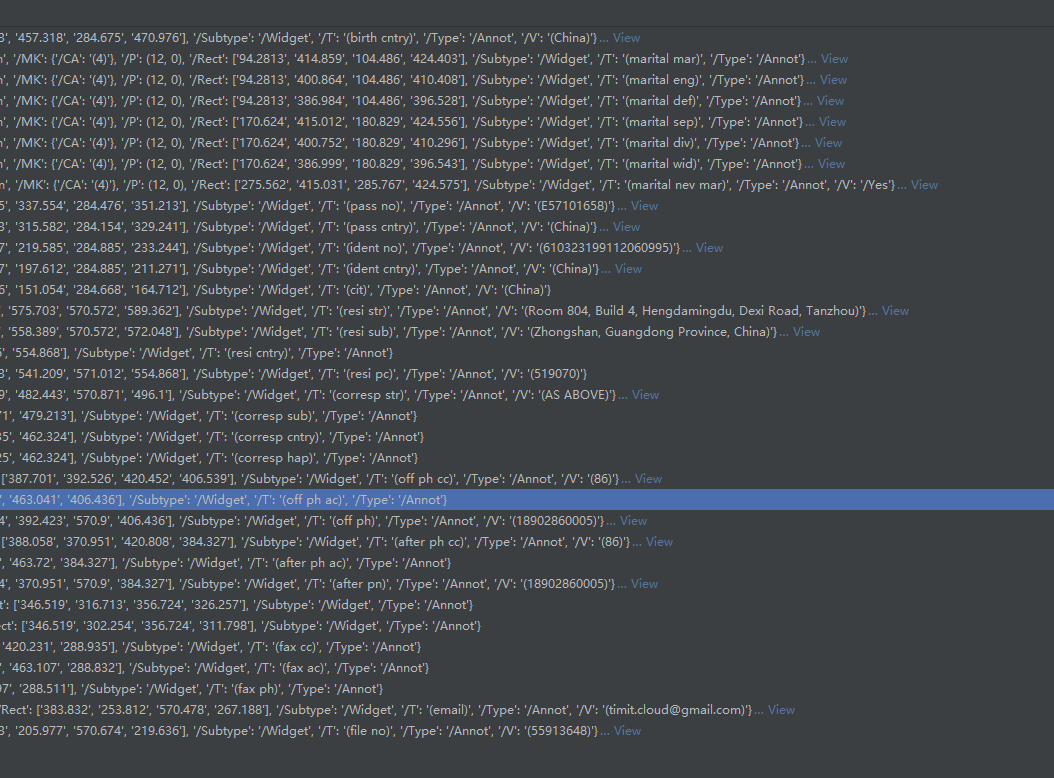 3', '457.318', '284.675', '470.976'], '/Subtype': '/Widget', '/T': '(birth cntry)', '/Type': '/Annot', '/V': '(China)'}... View
n', '/MK': {'/CA': '(4)'}, '/P': (12, 0), '/Rect': ['94.2813', '414.859', '104.486', '424.403'], '/Subtype': '/Widget', '/T': '(marital mar)', '/Type': '/Annot'}... View
n', '/MK': {'/CA': '(4)'}, '/P': (12, 0), '/Rect': ['94.2813', '400.864', '104.486', '410.408'], '/Subtype': '/Widget', '/T': '(marital eng)', '/Type': '/Annot'}... View
n', '/MK': {'/CA': '(4)'}, '/P': (12, 0), '/Rect': ['94.2813', '386.984', '104.486', '396.528'], '/Subtype': '/Widget', '/T': '(marital def)', '/Type': '/Annot'}... View
n', '/MK': {'/CA': '(4)'}, '/P': (12, 0), '/Rect': ['170.624', '415.012', '180.829', '424.556'], '/Subtype': '/Widget', '/T': '(marital sep)', '/Type': '/Annot'}... View
n', '/MK': {'/CA': '(4)'}, '/P': (12, 0), '/Rect': ['170.624', '400.752', '180.829', '410.296'], '/Subtype': '/Widget', '/T': '(marital div)', '/Type': '/Annot'}... View
n', '/MK': {'/CA': '(4)'}, '/P': (12, 0), '/Rect': ['170.624', '386.999', '180.829', '396.543'], '/Subtype': '/Widget', '/T': '(marital wid)', '/Type': '/Annot'}... View
n', '/MK': {'/CA': '(4)'}, '/P': (12, 0), '/Rect': ['275.562', '415.031', '285.767', '424.575'], '/Subtype': '/Widget', '/T': '(marital nev mar)', '/Type': '/Annot', '/V': '/Yes'}... View
5', '337.554', '284.476', '351.213'], '/Subtype': '/Widget', '/T': '(pass no)', '/Type': '/Annot', '/V': '(E57101658)'}... View
3', '315.582', '284.154', '329.241'], '/Subtype': '/Widget', '/T': '(pass cntry)', '/Type': '/Annot', '/V': '(China)'}... View
7', '219.585', '284.885', '233.244'], '/Subtype': '/Widget', '/T': '(ident no)', '/Type': '/Annot', '/V': '(610323199112060995)'}... View
7', '197.612', '284.885', '211.271'], '/Subtype': '/Widget', '/T': '(ident cntry)', '/Type': '/Annot', '/V': '(China)'}... View
6', '151.054', '284.668', '164.712'], '/Subtype': '/Widget', '/T': '(cit)', '/Type': '/Annot', '/V': '(China)'}
', '575.703', '570.572', '589.362'], '/Subtype': '/Widget', '/T': '(resi str)', '/Type': '/Annot', '/V': '(Room 804, Build 4, Hengdamingdu, Dexi Road, Tanzhou)'}... View
', '558.389', '570.572', '572.048'], '/Subtype': '/Widget', '/T': '(resi sub)', '/Type': '/Annot', '/V': '(Zhongshan, Guangdong Province, China)'}... View
', '554.868'], '/Subtype': '/Widget', '/T': '(resi cntry)', '/Type': '/Annot'}
3', '541.209', '571.012', '554.868'], '/Subtype': '/Widget', '/T': '(resi pc)', '/Type': '/Annot', '/V': '(519070)'}
9', '482.443', '570.871', '496.1'], '/Subtype': '/Widget', '/T': '(corresp str)', '/Type': '/Annot', '/V': '(AS ABOVE)'}... View
71', '479.213'], '/Subtype': '/Widget', '/T': '(corresp sub)', '/Type': '/Annot'}
35', '462.324'], '/Subtype': '/Widget', '/T': '(corresp cntry)', '/Type': '/Annot'}
25', '462.324'], '/Subtype': '/Widget', '/T': '(corresp hap)', '/Type': '/Annot'}
['387.701', '392.526', '420.452', '406.539'], '/Subtype': '/Widget', '/T': '(off ph cc)', '/Type': '/Annot', '/V': '(86)'}... View
', '463.041', '406.436'], '/Subtype': '/Widget', '/T': '(off ph ac)', '/Type': '/Annot'}
4', '392.423', '570.9', '406.436'], '/Subtype': '/Widget', '/T': '(off ph)', '/Type': '/Annot', '/V': '(18902860005)'}... View
['388.058', '370.951', '420.808', '384.327'], '/Subtype': '/Widget', '/T': '(after ph cc)', '/Type': '/Annot', '/V': '(86)'}... View
', '463.72', '384.327'], '/Subtype': '/Widget', '/T': '(after ph ac)', '/Type': '/Annot'}
4', '370.951', '570.9', '384.327'], '/Subtype': '/Widget', '/T': '(after pn)', '/Type': '/Annot', '/V': '(18902860005)'}... View
t': ['346.519', '316.713', '356.724', '326.257'], '/Subtype': '/Widget', '/Type': '/Annot'}
ect': ['346.519', '302.254', '356.724', '311.798'], '/Subtype': '/Widget', '/Type': '/Annot'}
'420.231', '288.935'], '/Subtype': '/Widget', '/T': '(fax cc)', '/Type': '/Annot'}
', '463.107', '288.832'], '/Subtype': '/Widget', '/T': '(fax ac)', '/Type': '/Annot'}
97', '288.511'], '/Subtype': '/Widget', '/T': '(fax ph)', '/Type': '/Annot'}
/Rect': ['383.832', '253.812', '570.478', '267.188'], '/Subtype': '/Widget', '/T': '(email)', '/Type': '/Annot', '/V': '(timit.cloud@gmail.com)'}... View
3', '205.977', '570.674', '219.636'], '/Subtype': '/Widget', '/T': '(file no)', '/Type': '/Annot', '/V': '(55913648)'}... View